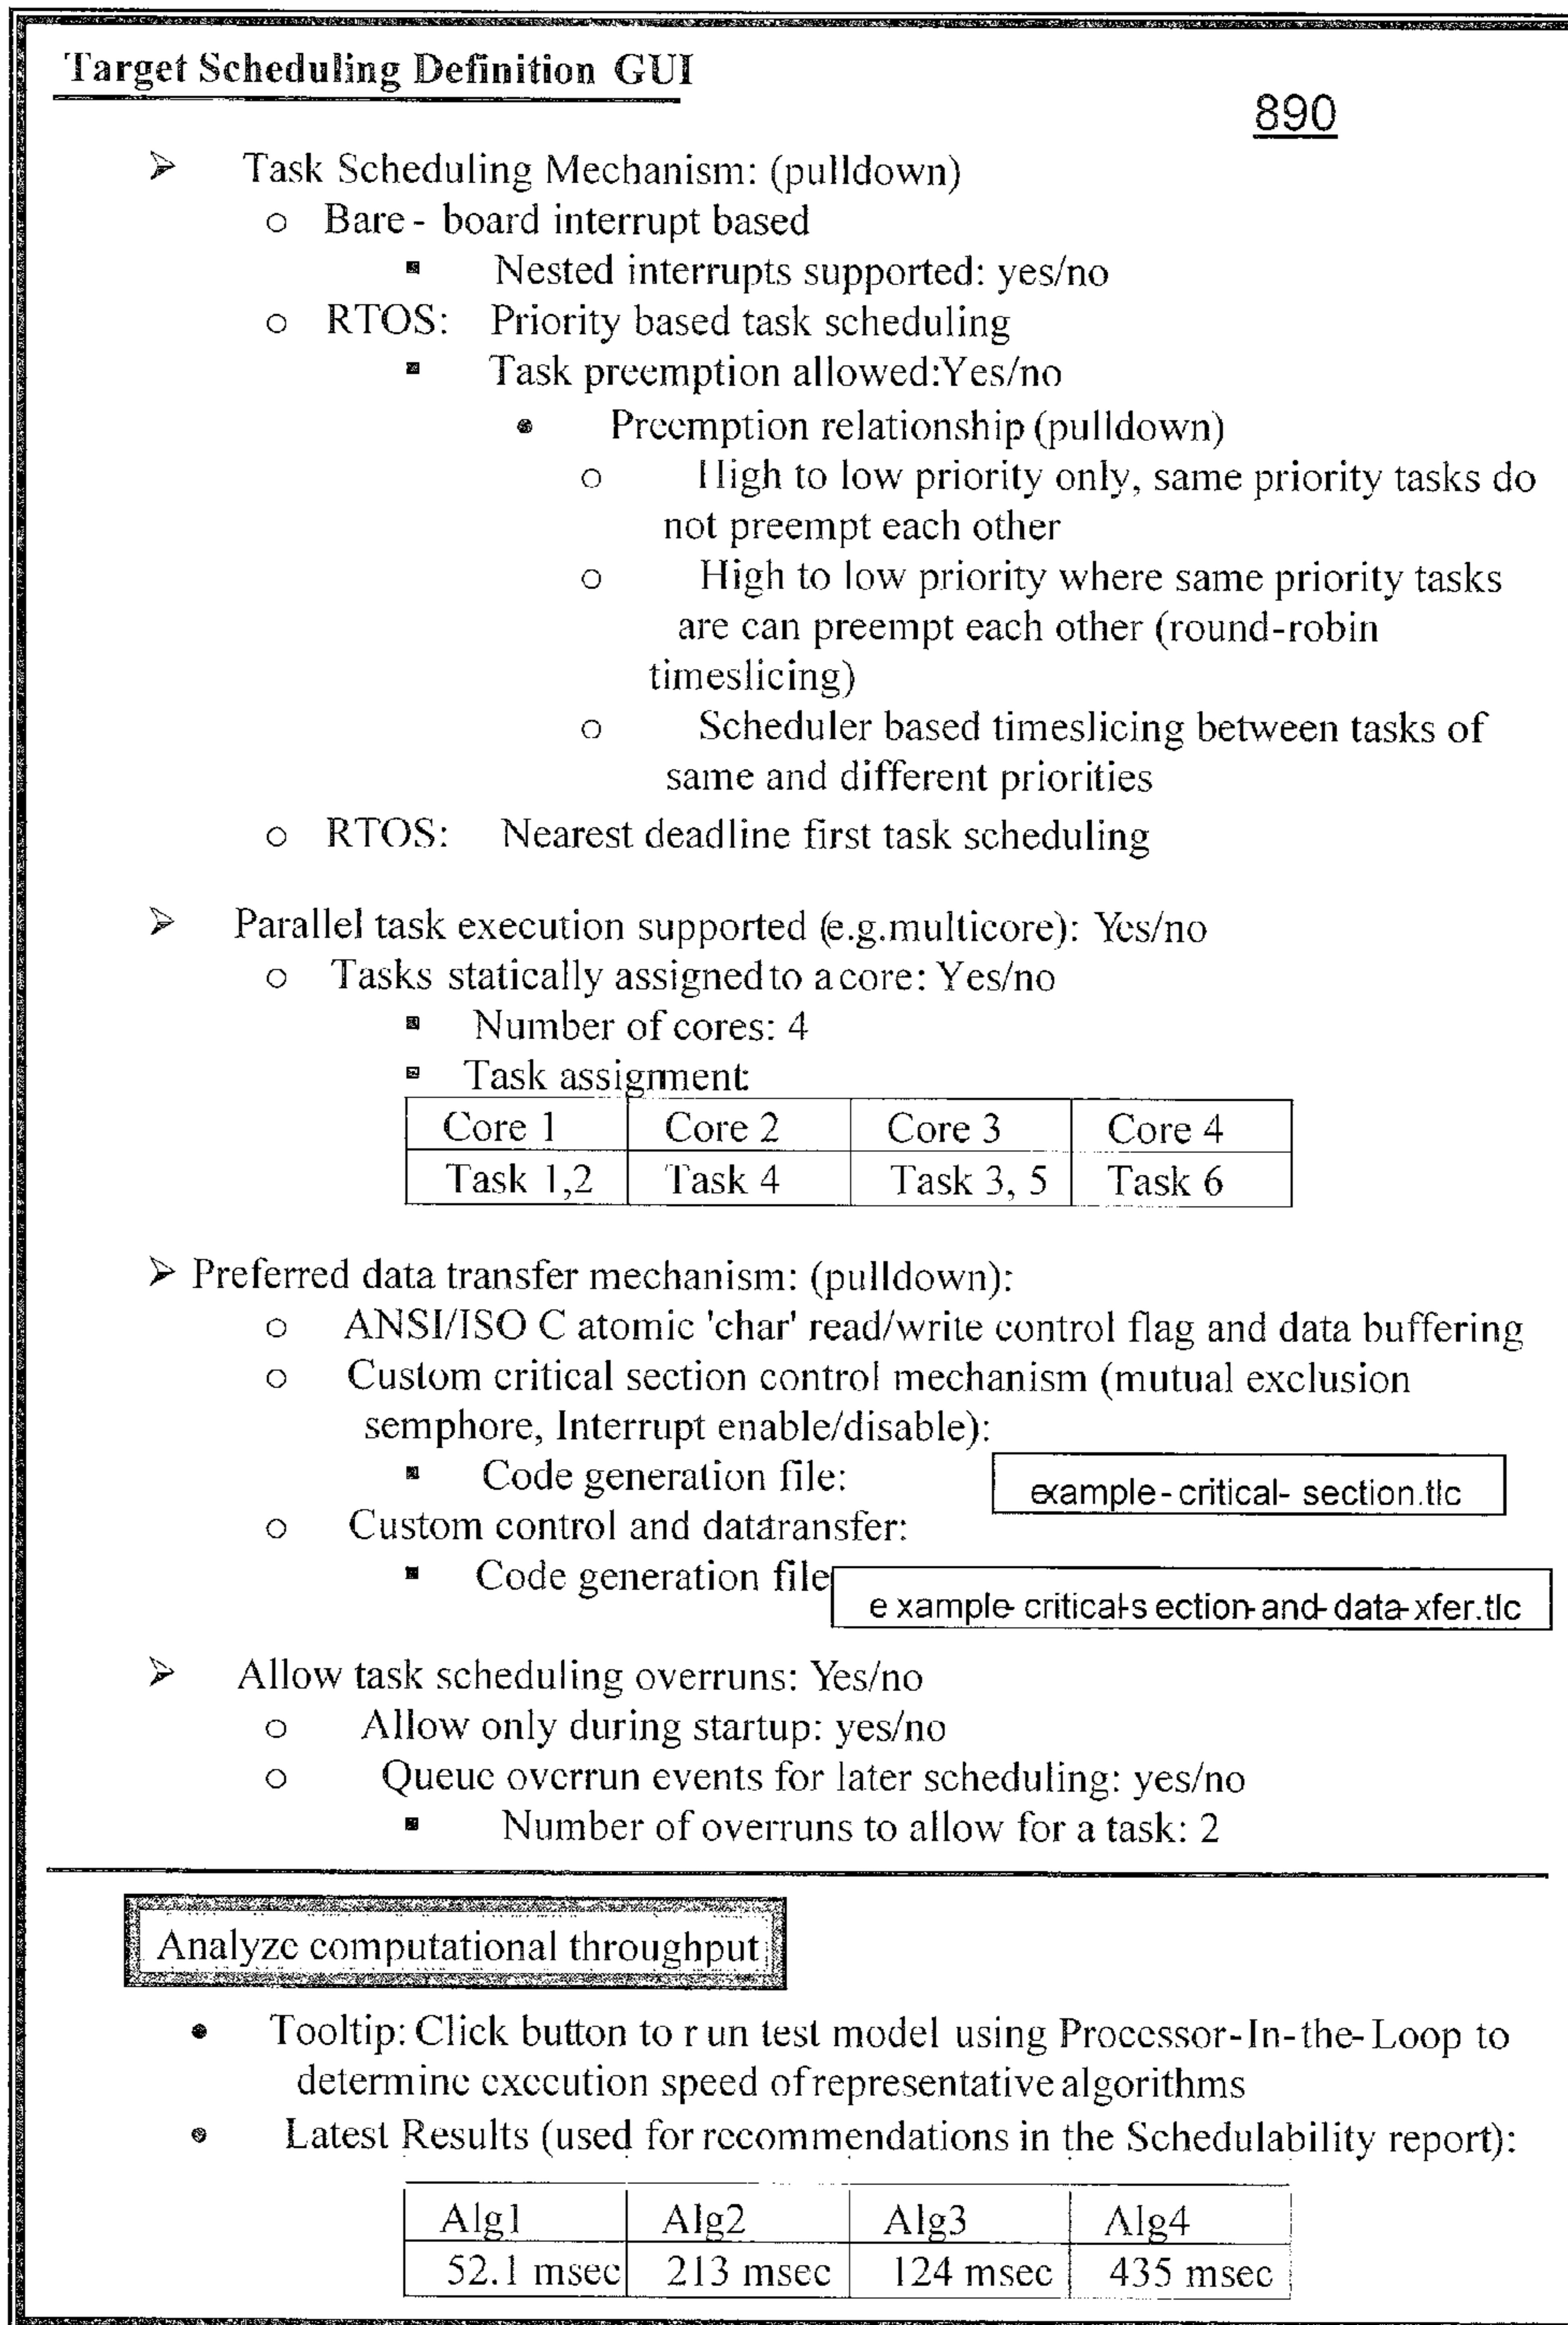 Target Scheduling Definition GUI
890
➢ Task Scheduling Mechanism: (pulldown)
o Bare - board interrupt based
▪ Nested interrupts supported: yes/no
o RTOS: Priority based task scheduling
▪ Task preemption allowed:Yes/no
• Preemption relationship (pulldown)
o High to low priority only, same priority tasks do
not preempt each other
o High to low priority where same priority tasks
are can preempt each other (round-robin
timeslicing)
o Scheduler based timeslicing between tasks of
same and different priorities
o RTOS: Nearest deadline first task scheduling
➢ Parallel task execution supported (e.g.multicore): Yes/no
o Tasks statically assigned to a core: Yes/no
▪ Number of cores: 4
▪ Task assignment:
Core 1 Core 2 Core 3 Core 4
Task 1,2 Task 4 Task 3, 5 Task 6
➢ Preferred data transfer mechanism: (pulldown):
o ANSI/ISO C atomic 'char' read/write control flag and data buffering
o Custom critical section control mechanism (mutual exclusion
semphore, Interrupt enable/disable):
▪ Code generation file: example-critical-section.tlc
o Custom control and datatransfer:
▪ Code generation file example-critical-section-and-data-xfer.tlc
➢ Allow task scheduling overruns: Yes/no
o Allow only during startup: yes/no
o Queue overrun events for later scheduling: yes/no
▪ Number of overruns to allow for a task: 2
Analyze computational throughput
• Tooltip: Click button to run test model using Processor-In-the-Loop to
determine execution speed of representative algorithms
• Latest Results (used for recommendations in the Schedulability report):
Alg1 Alg2 Alg3 Alg4
52.1 msec 213 msec 124 msec 435 msec